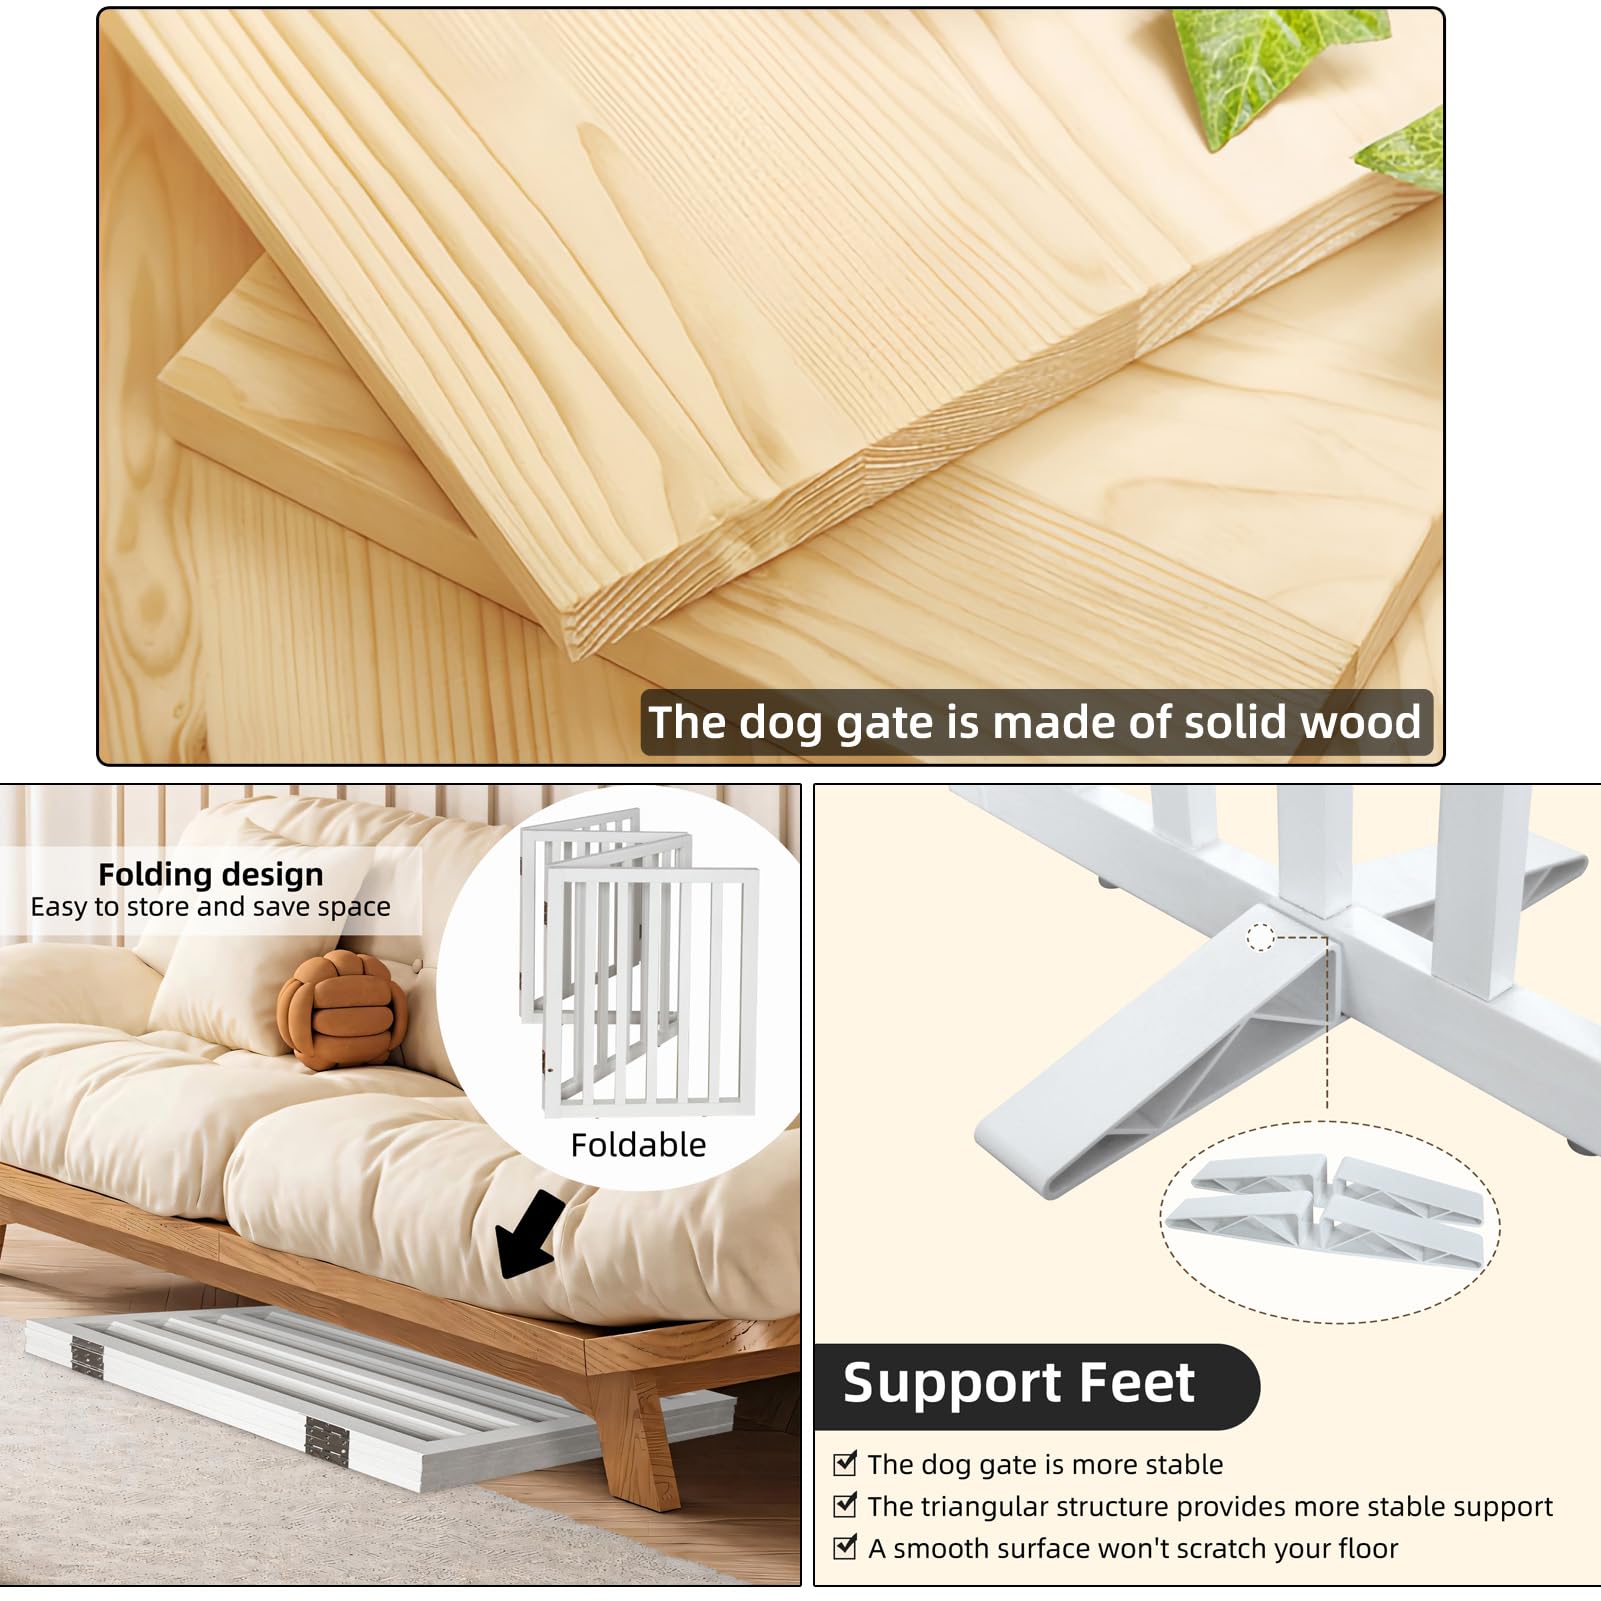 The dog gate is made of solid wood
Folding design
Easy to store and save space
Foldable
Support Feet
The dog gate is more stable
The triangular structure provides more stable support
A smooth surface won't scratch your floor